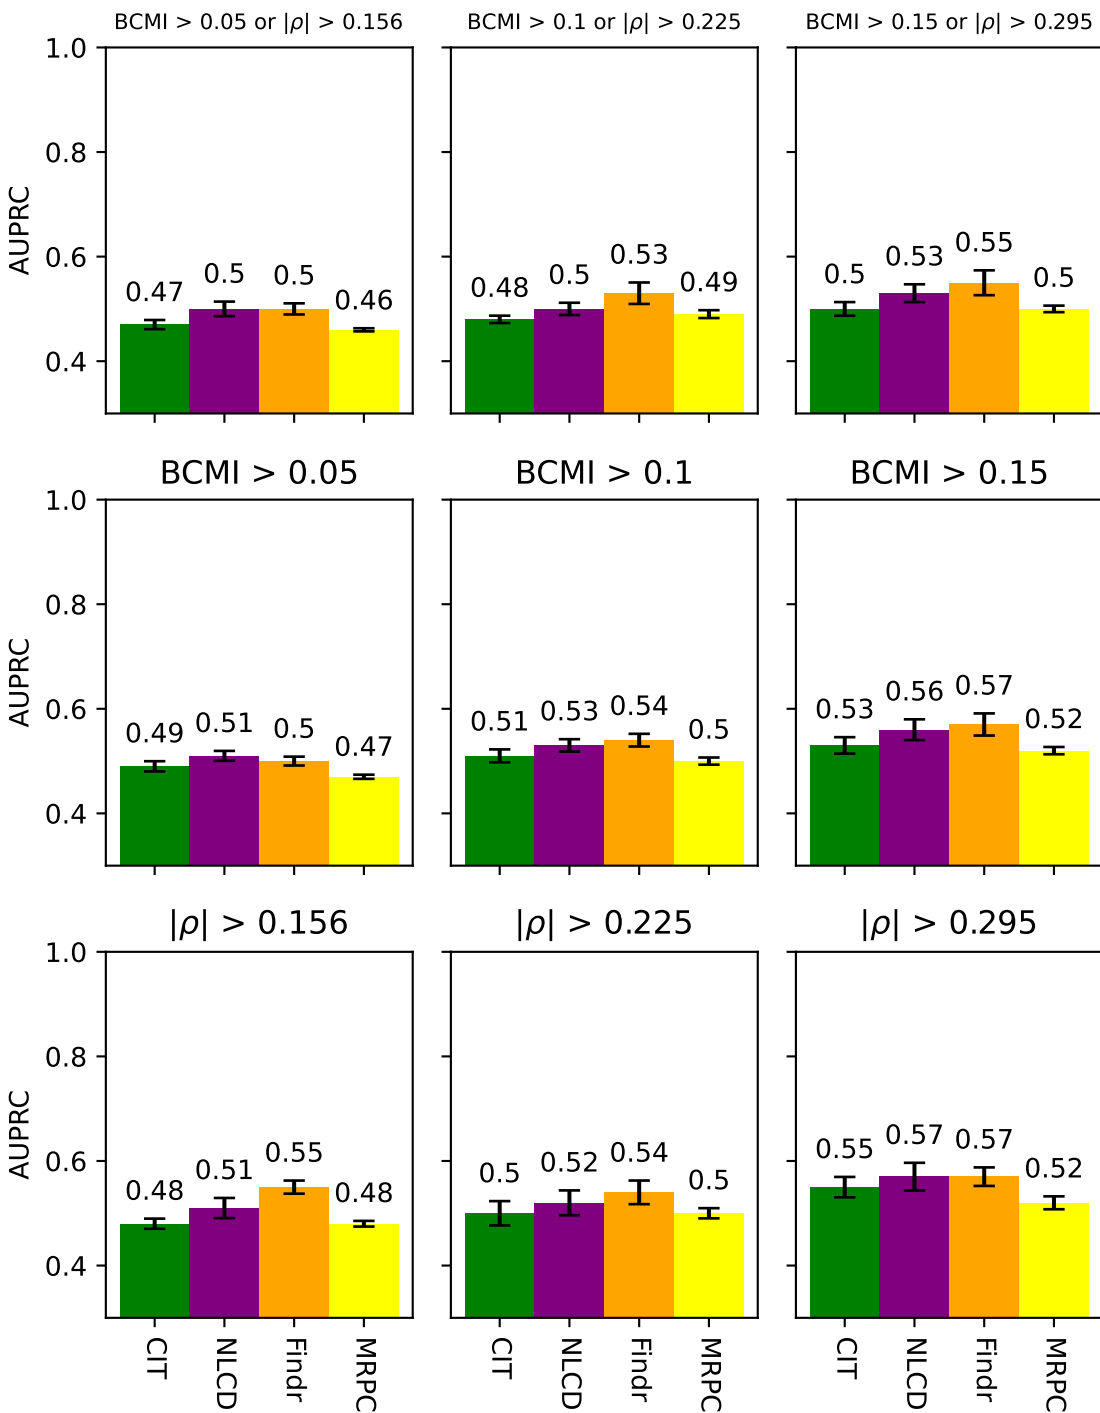 BCMI > 0.05 or |ρ| > 0.156
BCMI > 0.1 or |ρ| > 0.225
BCMI > 0.15 or |ρ| > 0.295
AUPRC
1.0
0.8
0.6
0.4
0.47
0.5
0.5
0.46
0.48
0.5
0.53
0.49
0.5
0.53
0.55
0.5
BCMI > 0.05
BCMI > 0.1
BCMI > 0.15
AUPRC
1.0
0.8
0.6
0.4
0.49
0.51
0.5
0.47
0.51
0.53
0.54
0.5
0.53
0.56
0.57
0.52
|ρ| > 0.156
|ρ| > 0.225
|ρ| > 0.295
AUPRC
1.0
0.8
0.6
0.4
0.48
0.51
0.55
0.48
0.5
0.52
0.54
0.5
0.55
0.57
0.57
0.52
CIT
NLCD
Findr
MRPC
CIT
NLCD
Findr
MRPC
CIT
NLCD
Findr
MRPC